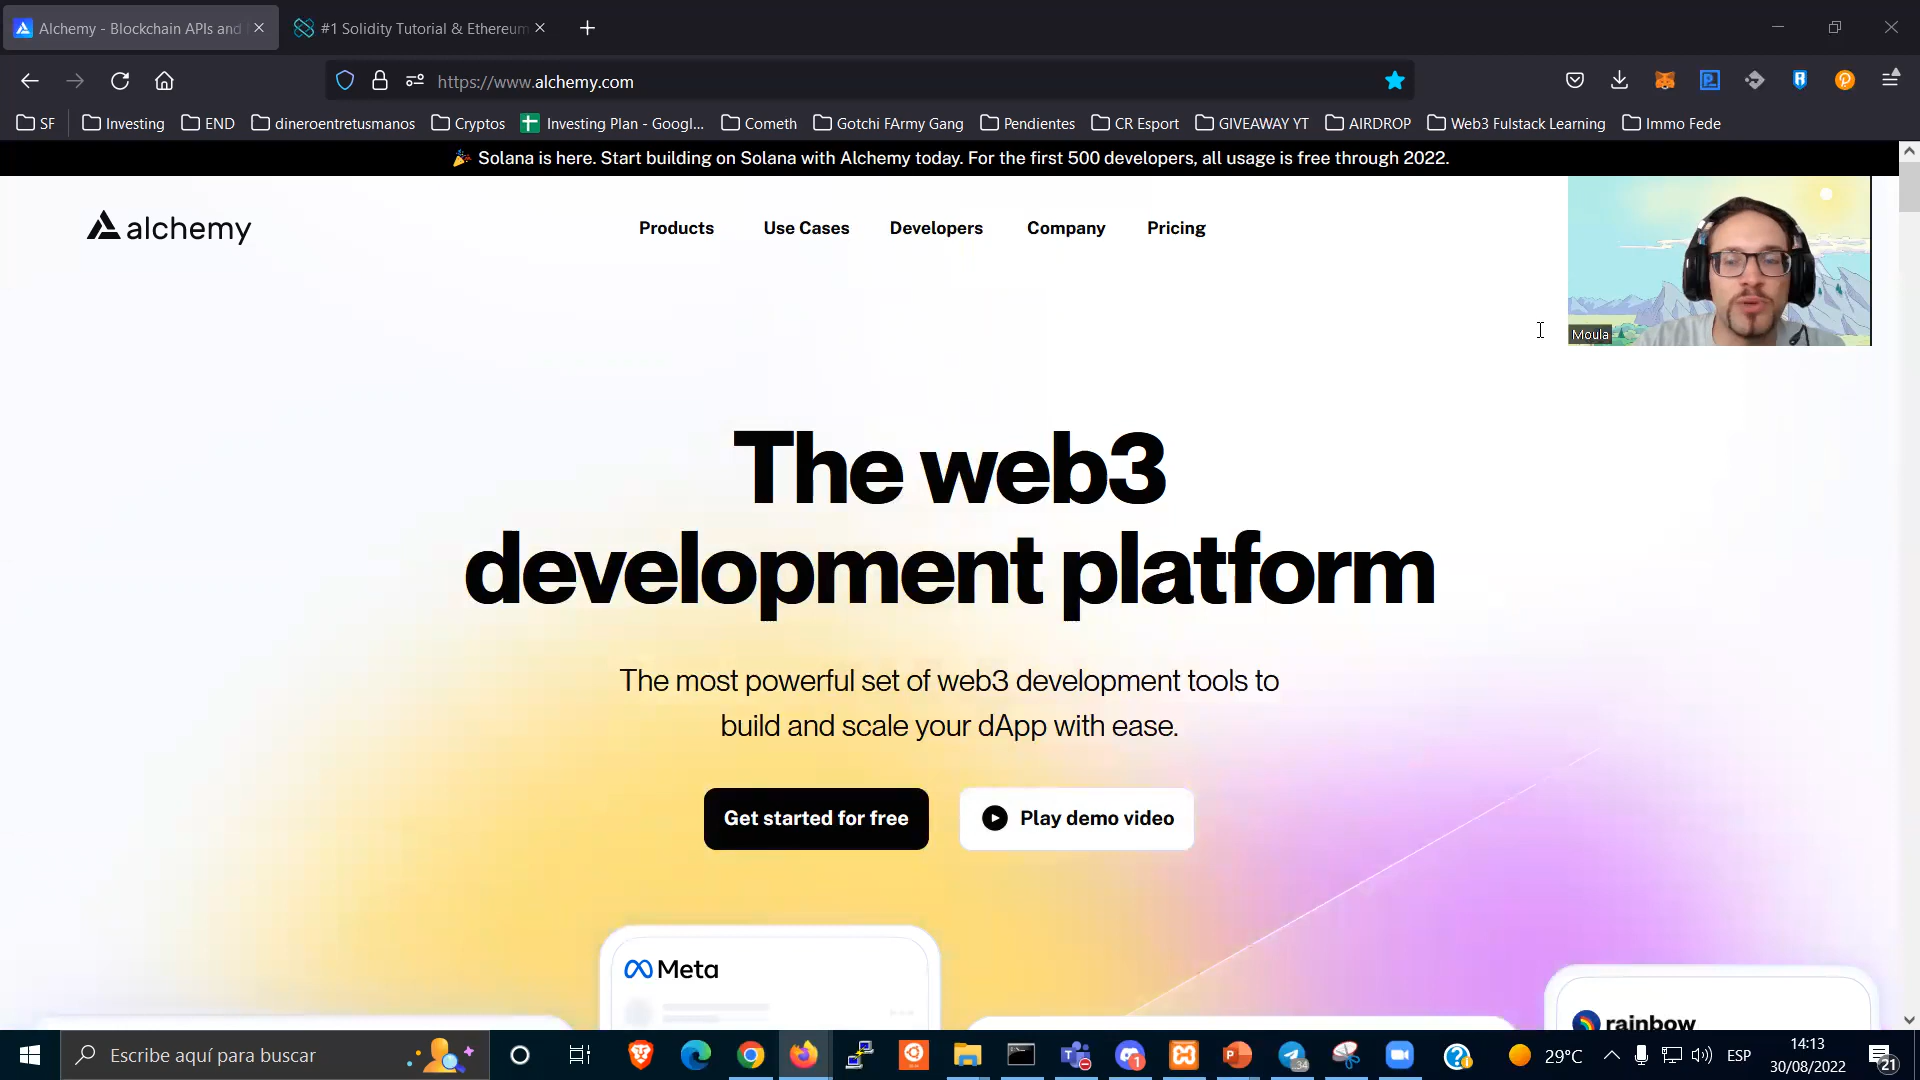 Alchemy - Blockchain APIs and
#1 Solidity Tutorial & Ethereum
https://www.alchemy.com
SF
Investing
END
dineroentretusmanos
Cryptos
Investing Plan - Googl...
Cometh
Gotchi FArmy Gang
Pendientes
CR Esport
GIVEAWAY YT
AIRDROP
Web3 Fulstack Learning
Immo Fede
🎉 Solana is here. Start building on Solana with Alchemy today. For the first 500 developers, all usage is free through 2022.
alchemy
Products
Use Cases
Developers
Company
Pricing
Moula
The web3
development platform
The most powerful set of web3 development tools to
build and scale your dApp with ease.
Get started for free
Play demo video
Meta
rainbow
Escribe aquí para buscar
1
34
29°C
ESP
14:13
30/08/2022
21